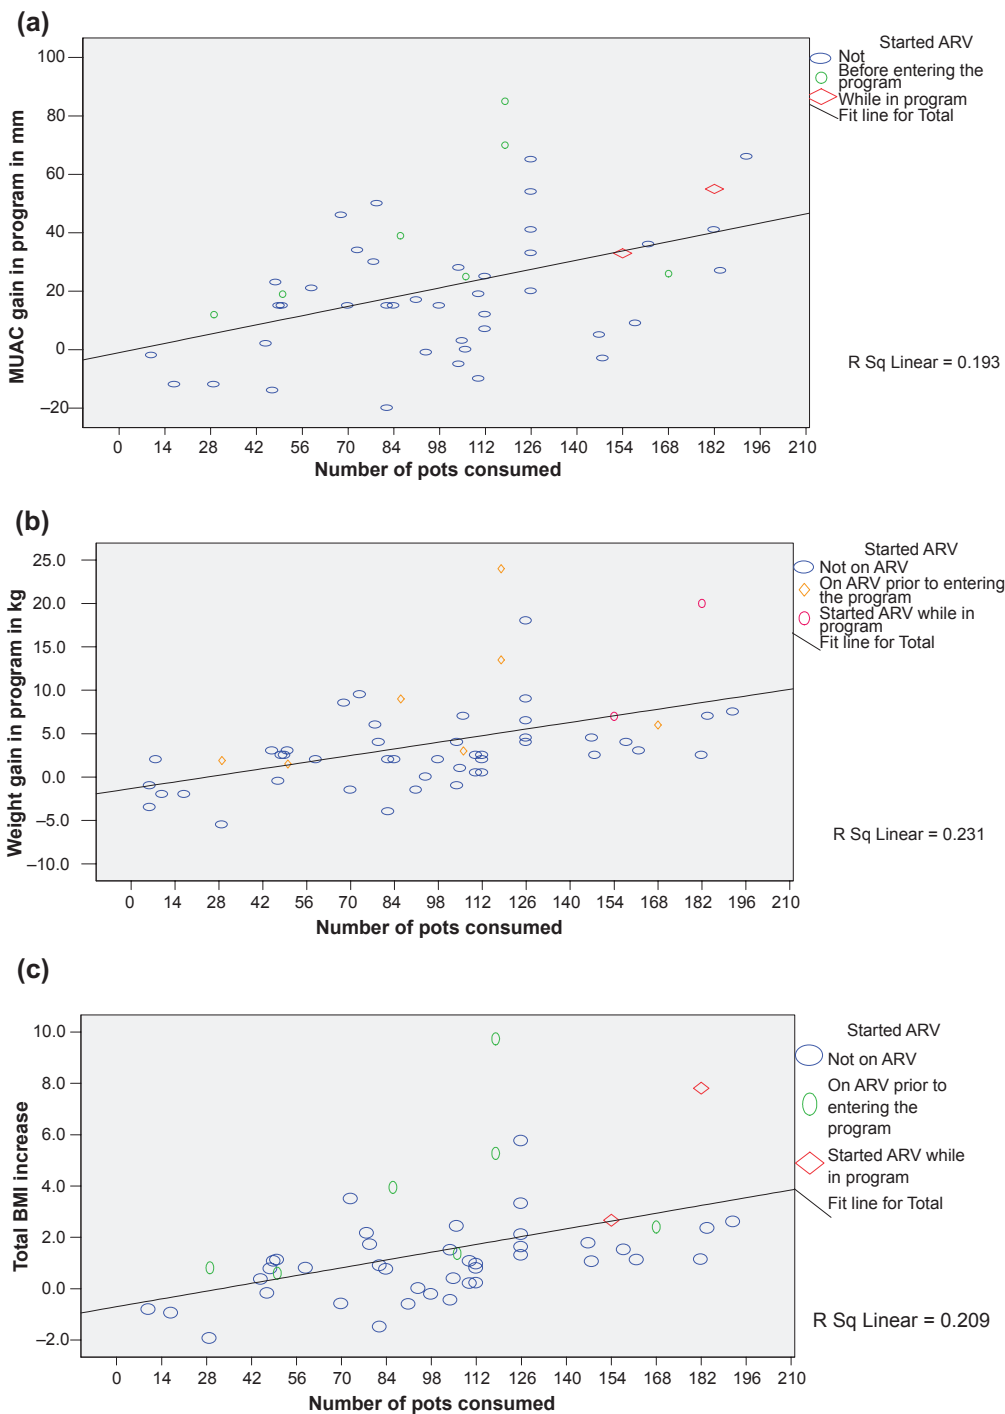 (a)
Started ARV
Not
Before entering the
program
While in program
Fit line for Total
100
80
60
40
20
0
–20
MUAC gain in program in mm
R Sq Linear = 0.193
0 14 28 42 56 70 84 98 112 126 140 154 168 182 196 210
Number of pots consumed
(b)
Started ARV
Not on ARV
On ARV prior to entering
the program
Started ARV while in
program
Fit line for Total
25.0
20.0
15.0
10.0
5.0
0.0
–5.0
–10.0
Weight gain in program in kg
R Sq Linear = 0.231
0 14 28 42 56 70 84 98 112 126 140 154 168 182 196 210
Number of pots consumed
(c)
Started ARV
Not on ARV
On ARV prior to
entering the
program
Started ARV while
in program
Fit line for Total
10.0
8.0
6.0
4.0
2.0
0.0
–2.0
Total BMI increase
R Sq Linear = 0.209
0 14 28 42 56 70 84 98 112 126 140 154 168 182 196 210
Number of pots consumed